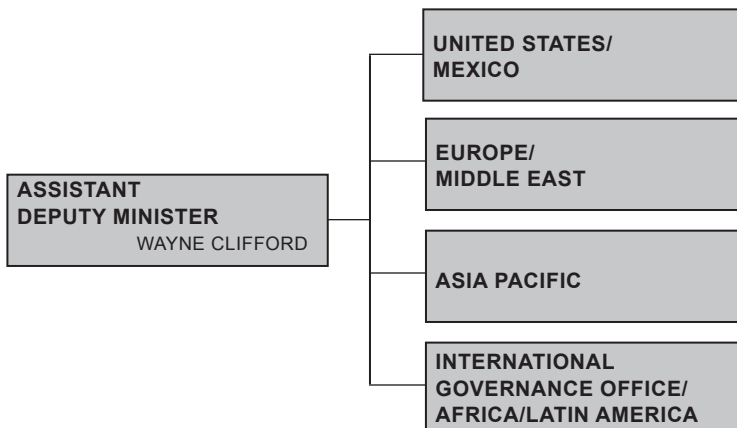 UNITED STATES/
MEXICO
EUROPE/
MIDDLE EAST
ASSISTANT
DEPUTY MINISTER
WAYNE CLIFFORD
ASIA PACIFIC
INTERNATIONAL
GOVERNANCE OFFICE/
AFRICA/LATIN AMERICA